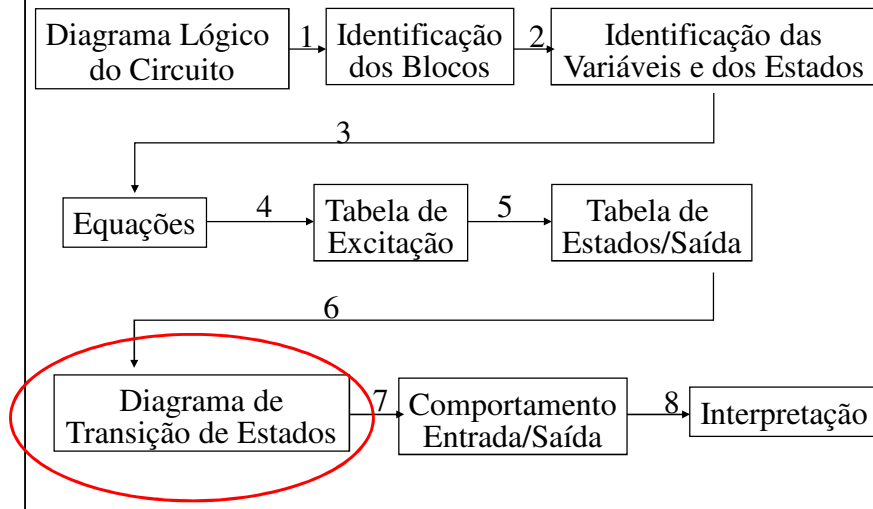 Diagrama Lógico
do Circuito
1
Identificação
dos Blocos
2
Identificação das
Variáveis e dos Estados
3
Equações
4
Tabela de
Excitação
5
Tabela de
Estados/Saída
6
Diagrama de
Transição de Estados
7
Comportamento
Entrada/Saída
8
Interpretação